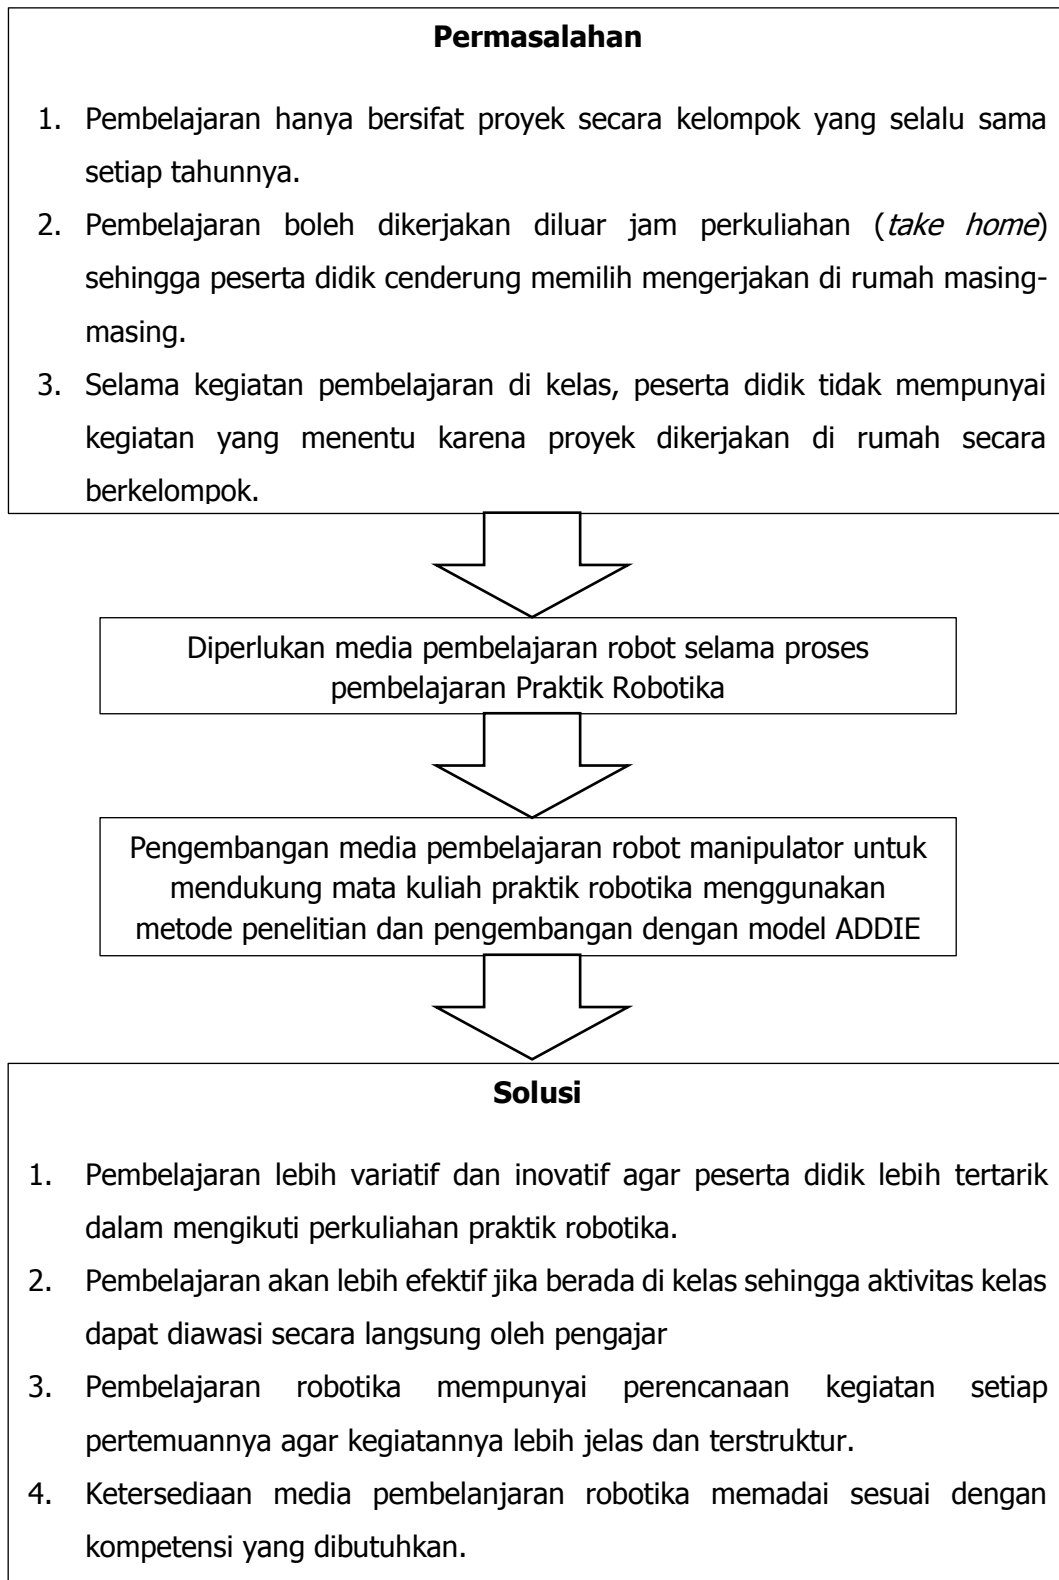 Permasalahan
1. Pembelajaran hanya bersifat proyek secara kelompok yang selalu sama
setiap tahunnya.
2. Pembelajaran boleh dikerjakan diluar jam perkuliahan (take home)
sehingga peserta didik cenderung memilih mengerjakan di rumah masing-
masing.
3. Selama kegiatan pembelajaran di kelas, peserta didik tidak mempunyai
kegiatan yang menentu karena proyek dikerjakan di rumah secara
berkelompok.
Diperlukan media pembelajaran robot selama proses
pembelajaran Praktik Robotika
Pengembangan media pembelajaran robot manipulator untuk
mendukung mata kuliah praktik robotika menggunakan
metode penelitian dan pengembangan dengan model ADDIE
Solusi
1. Pembelajaran lebih variatif dan inovatif agar peserta didik lebih tertarik
dalam mengikuti perkuliahan praktik robotika.
2. Pembelajaran akan lebih efektif jika berada di kelas sehingga aktivitas kelas
dapat diawasi secara langsung oleh pengajar
3. Pembelajaran robotika mempunyai perencanaan kegiatan setiap
pertemuannya agar kegiatannya lebih jelas dan terstruktur.
4. Ketersediaan media pembelanjaran robotika memadai sesuai dengan
kompetensi yang dibutuhkan.